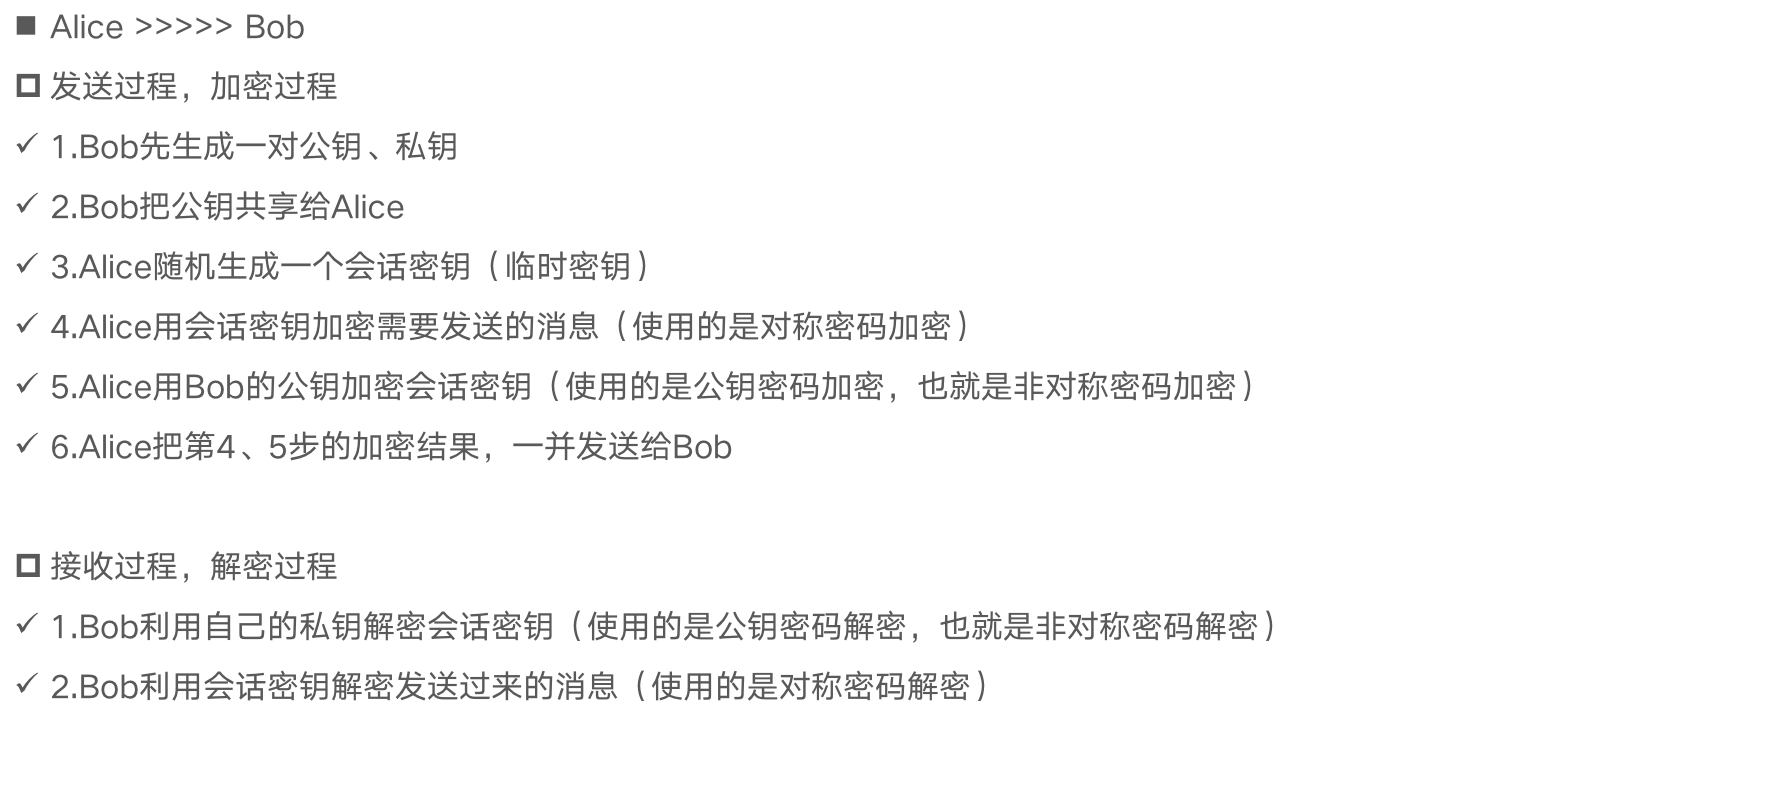 ■ Alice >>>>> Bob
发送过程，加密过程
✓ 1.Bob先生成一对公钥、私钥
✓ 2.Bob把公钥共享给Alice
✓ 3.Alice随机生成一个会话密钥（临时密钥）
✓ 4.Alice用会话密钥加密需要发送的消息（使用的是对称密码加密）
✓ 5.Alice用Bob的公钥加密会话密钥（使用的是公钥密码加密，也就是非对称密码加密）
✓ 6.Alice把第4、5步的加密结果，一并发送给Bob
接收过程，解密过程
✓ 1.Bob利用自己的私钥解密会话密钥（使用的是公钥密码解密，也就是非对称密码解密）
✓ 2.Bob利用会话密钥解密发送过来的消息（使用的是对称密码解密）